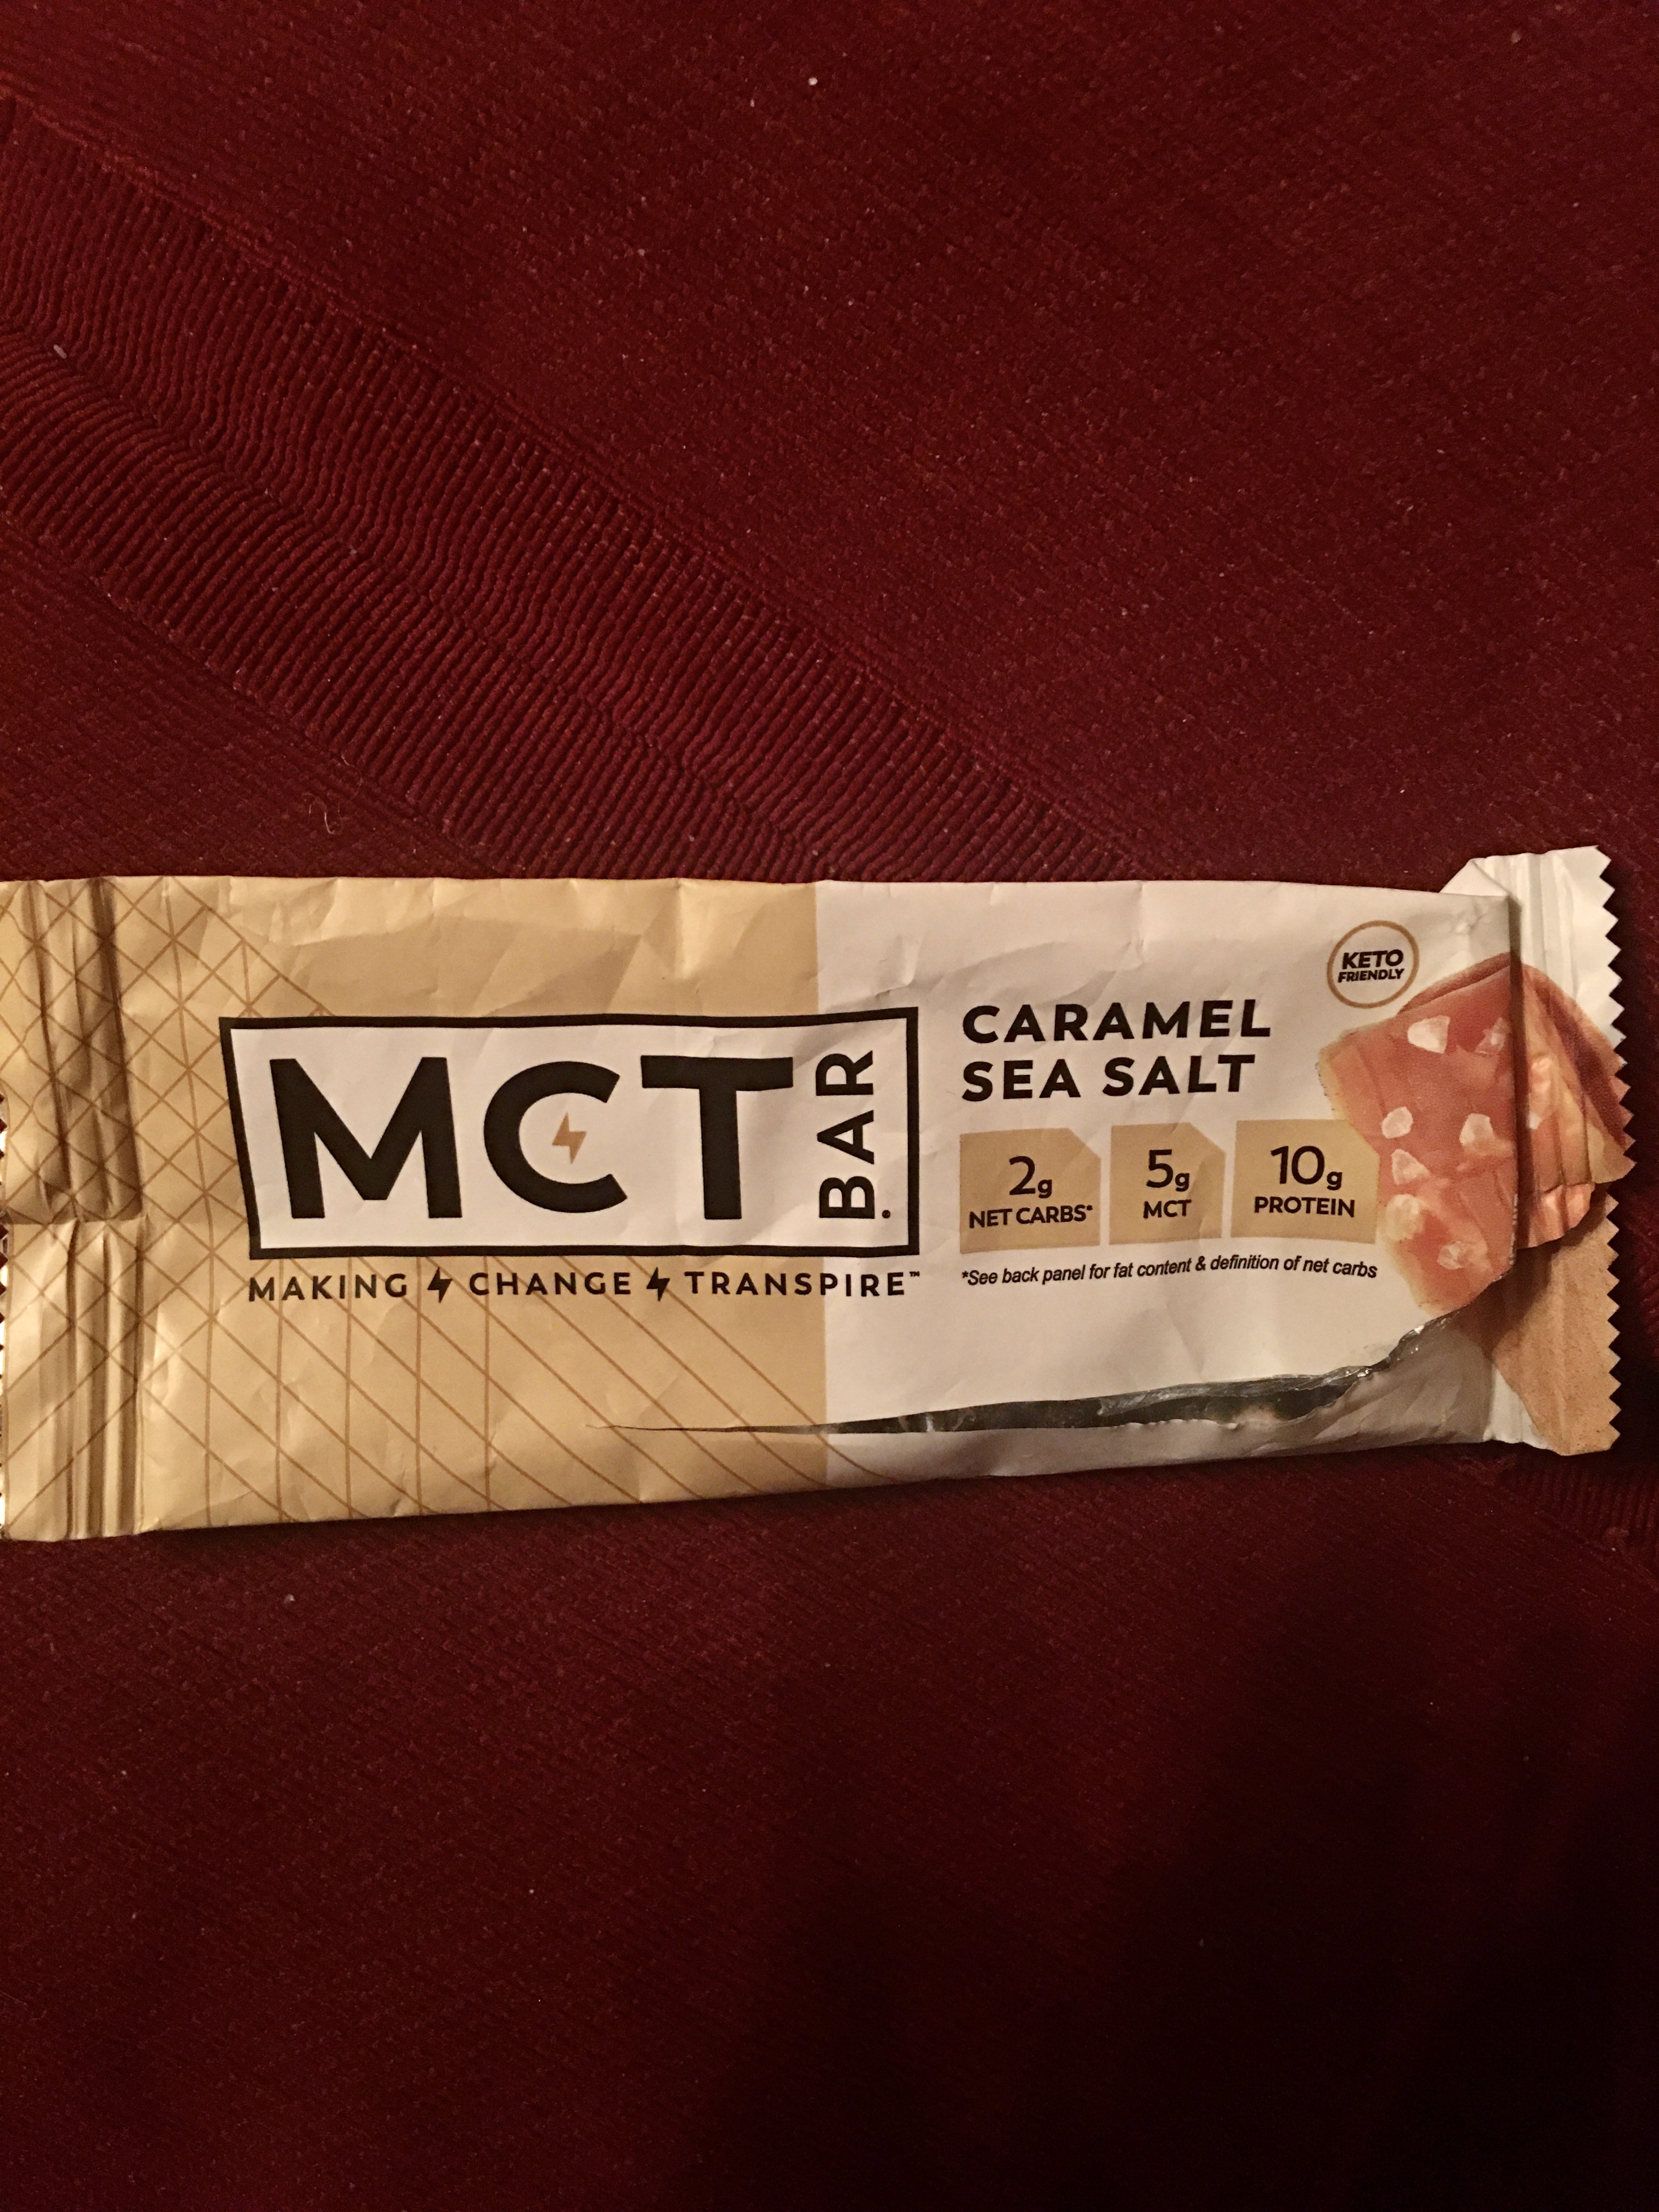 MCT BAR.
MAKING CHANGE TRANSPIRE™
KETO
FRIENDLY
CARAMEL
SEA SALT
2g
NET CARBS*
5g
MCT
10g
PROTEIN
*See back panel for fat content & definition of net carbs